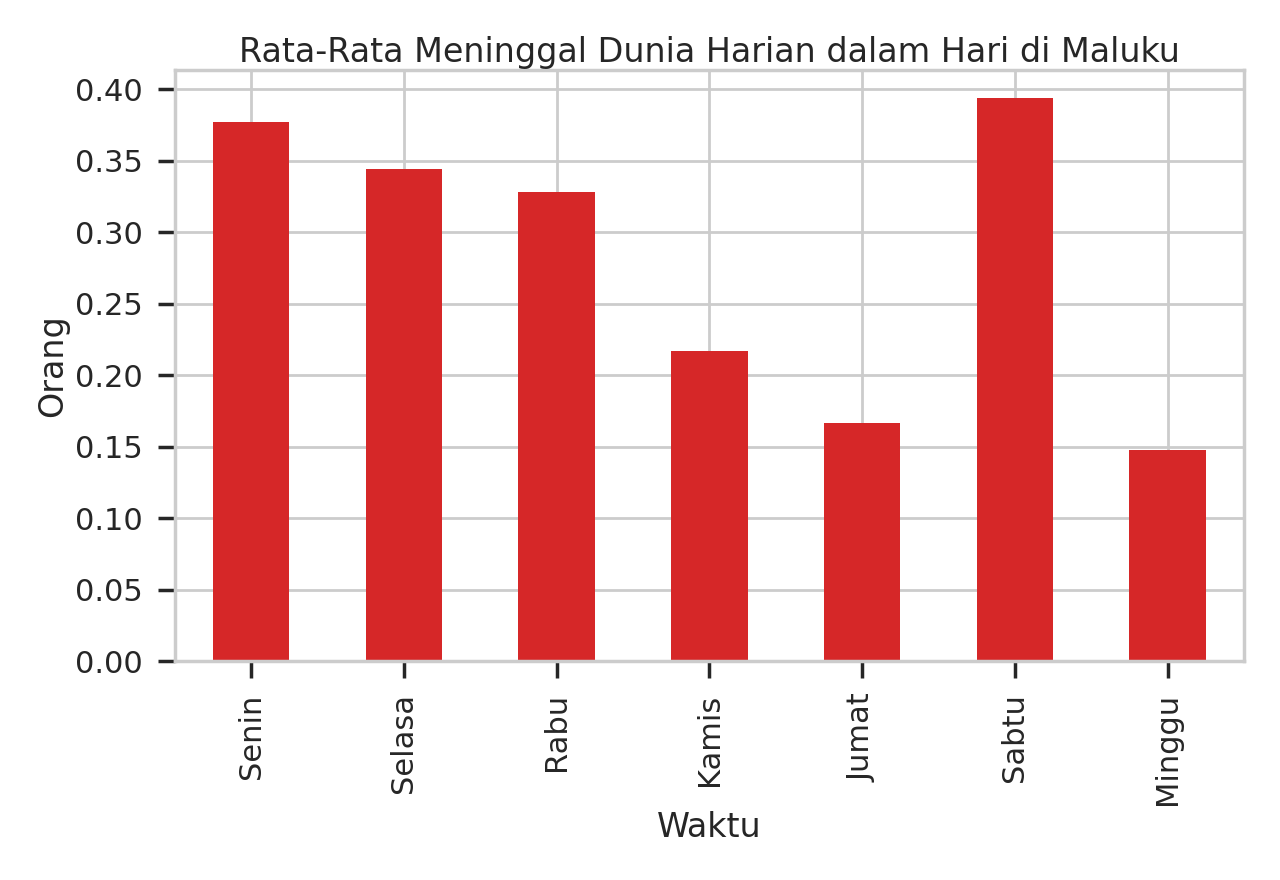 Rata-Rata Meninggal Dunia Harian dalam Hari di Maluku
0.40
0.35
0.30
0.25
0.20
0.15
0.10
0.05
0.00
Orang
Senin
Selasa
Rabu
Kamis
Jumat
Sabtu
Minggu
Waktu